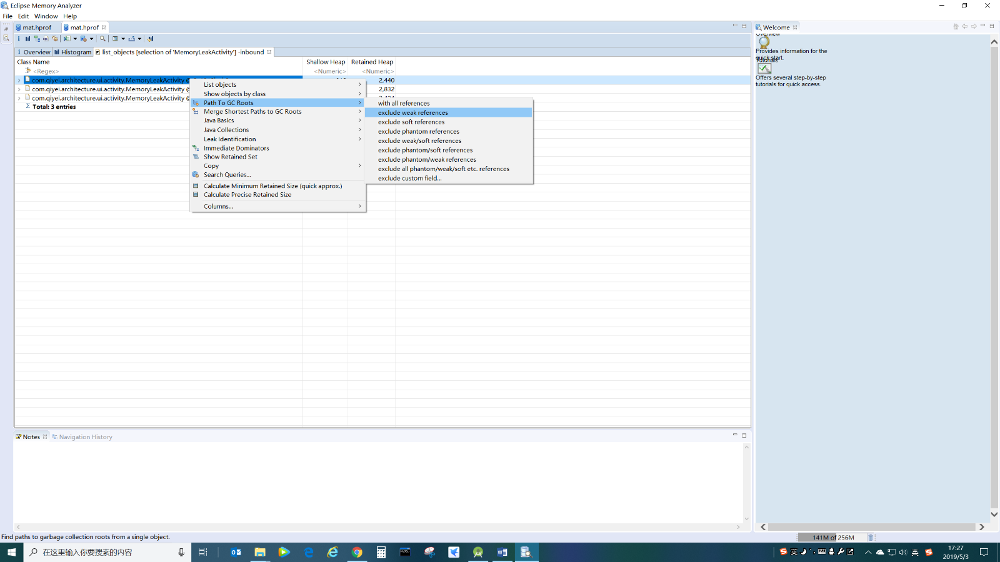 Eclipse Memory Analyzer
File Edit Window Help
mat.hprof mat.hprof
Overview Histogram list_objects [selection of 'MemoryLeakActivity'] -inbound
Class Name Shallow Heap Retained Heap
<Regex> <Numeric> <Numeric>
com.qiyei.architecture.ui.activity.MemoryLeakActivity @ 2,440
com.qiyei.architecture.ui.activity.MemoryLeakActivity @ 2,832
com.qiyei.architecture.ui.activity.MemoryLeakActivity @
Total: 3 entries
List objects
Show objects by class
Path To GC Roots
Merge Shortest Paths to GC Roots
Java Basics
Java Collections
Leak Identification
Immediate Dominators
Show Retained Set
Copy
Search Queries...
Calculate Minimum Retained Size (quick approx.)
Calculate Precise Retained Size
Columns...
with all references
exclude weak references
exclude soft references
exclude phantom references
exclude weak/soft references
exclude phantom/soft references
exclude phantom/weak references
exclude all phantom/weak/soft etc. references
exclude custom field...
Welcome
Overview
Provides information for the
quick start.
Tutorials
Offers several step-by-step
tutorials for quick access.
Notes Navigation History
Find paths to garbage collection roots from a single object.
141M of 256M
在这里输入你要搜索的内容
英
英
17:27
2019/5/3